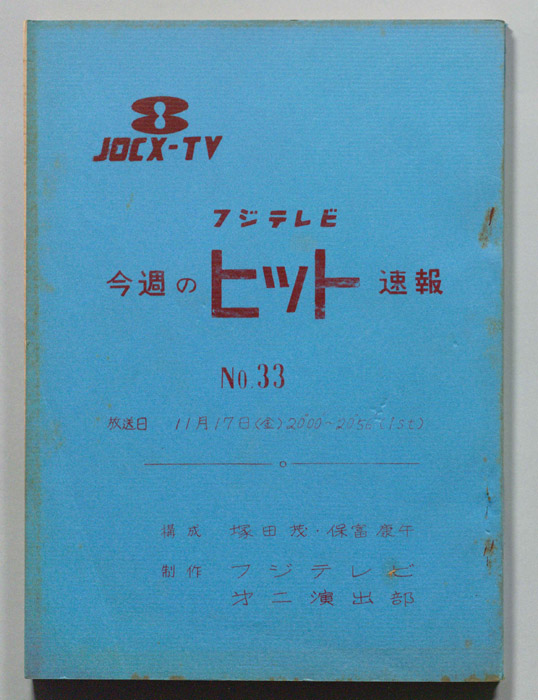 JOCX-TV
フジテレビ
今週の ヒット 速報
No.33
放送日 11月17日(金)2000~2056(1st)
構成 塚田茂・保富康午
制作 フジテレビ
第二演出部